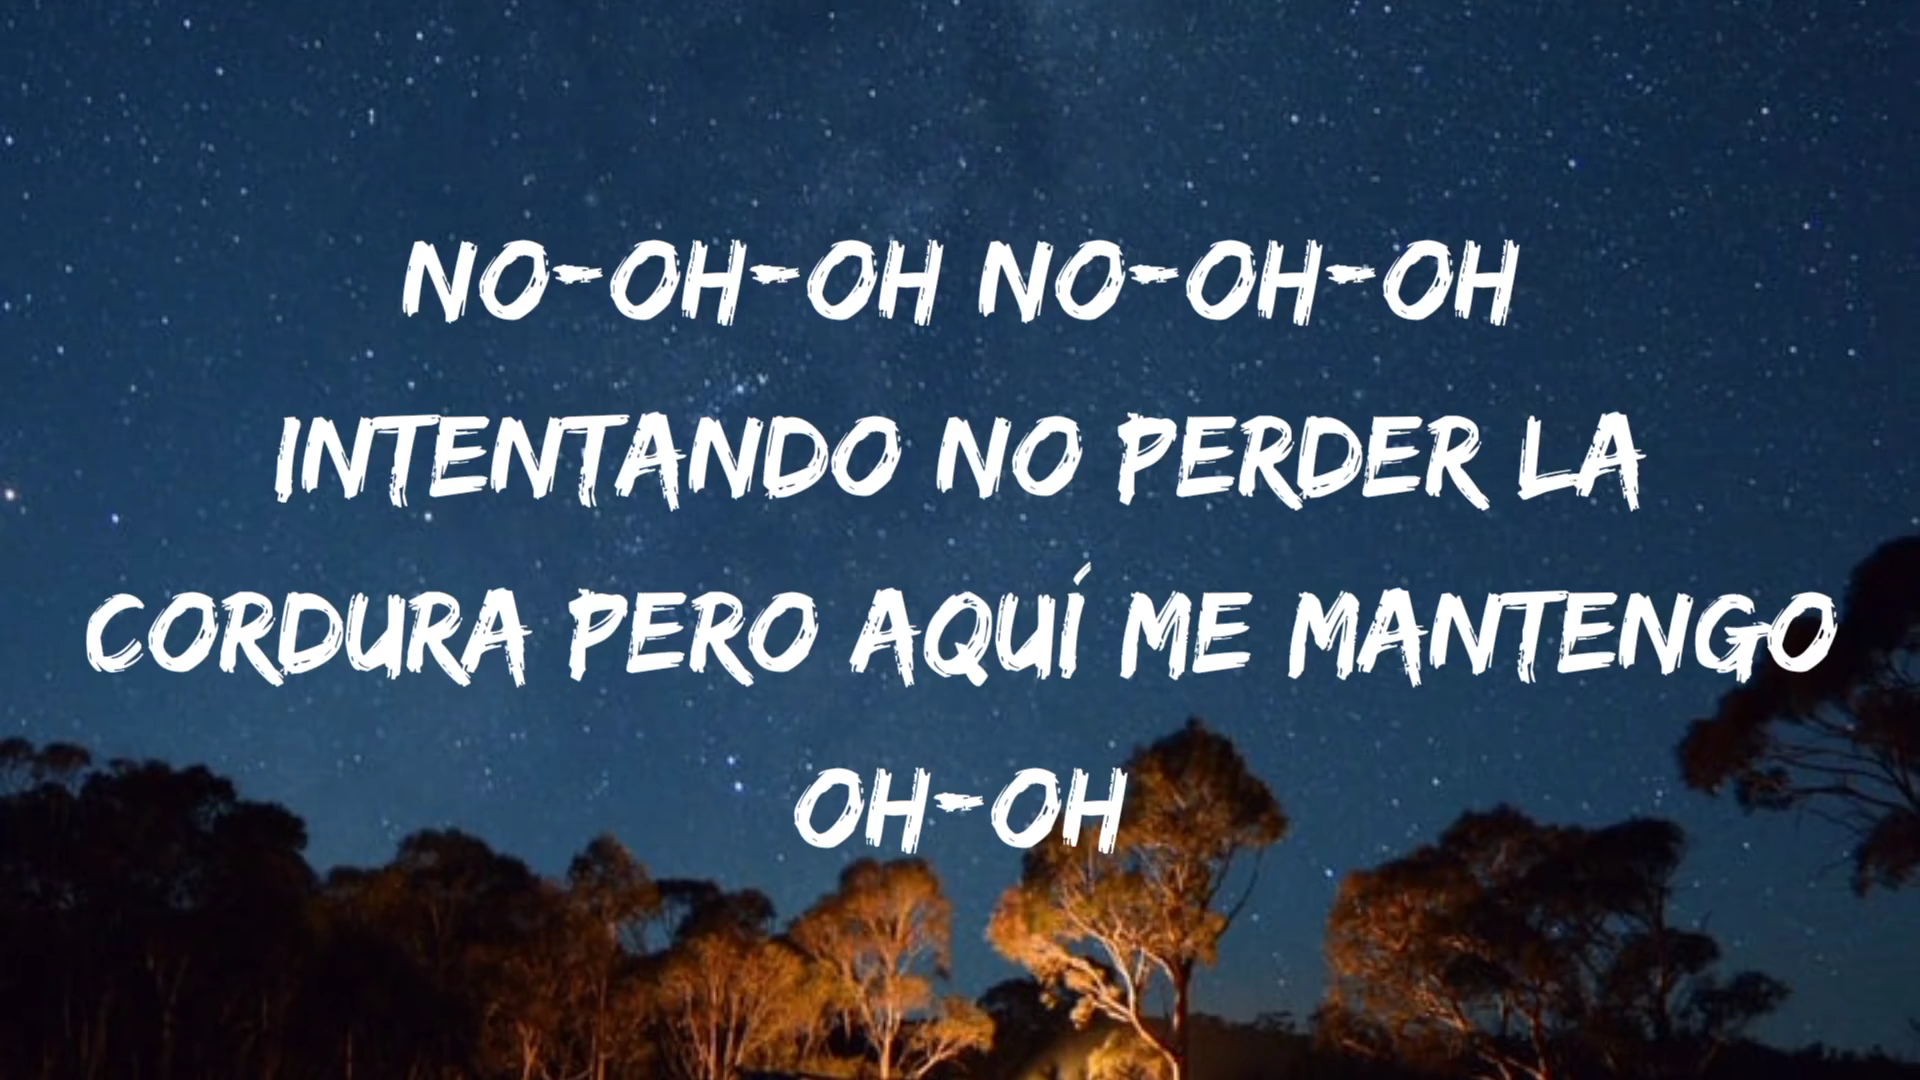 NO-OH-OH NO-OH-OH
INTENTANDO NO PERDER LA
CORDURA PERO AQUÍ ME MANTENGO
OH-OH